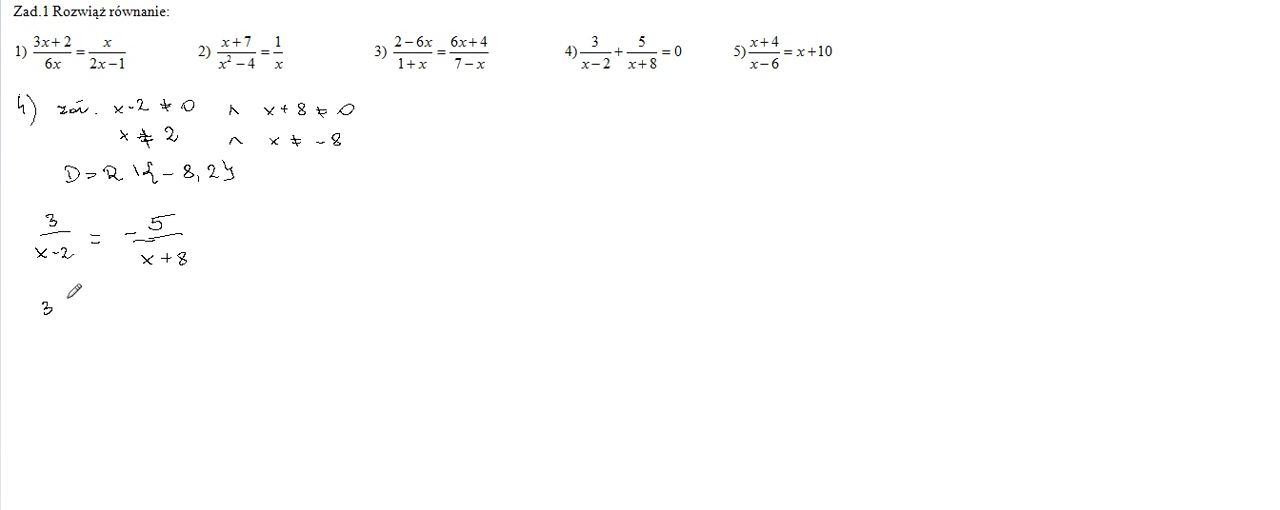 Zad.1 Rozwiąż równanie:
1) (3x+2)/(6x) = x/(2x−1) 2) (x+7)/(x²−4) = 1/x 3) (2−6x)/(1+x) = (6x+4)/(7−x) 4) 3/(x−2) + 5/(x+8) = 0 5) (x+4)/(x−6) = x+10
4) zał. x-2 ≠ 0 ∧ x+8 ≠ 0
x ≠ 2 ∧ x ≠ -8
D=R \{-8,2}
3/(x-2) = -5/(x+8)
3